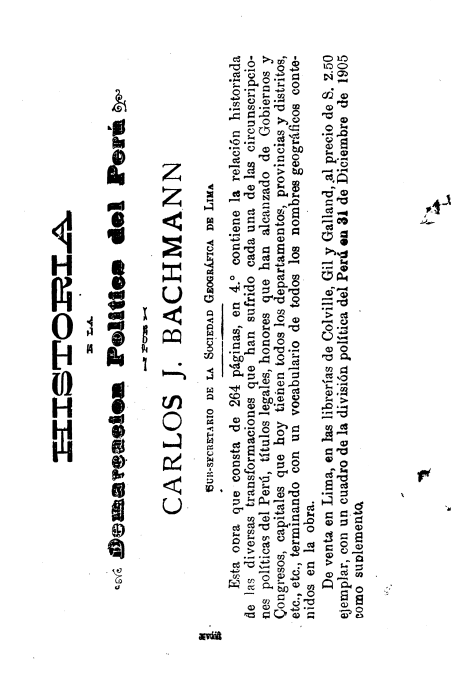 HISTORIA
DE LA
Demarcacion Politica del Perú
POR
CARLOS J. BACHMANN
SUB-SECRETARIO DE LA SOCIEDAD GEOGRÁFICA DE LIMA
Esta obra que consta de 264 páginas, en 4.° contiene la relación historiada
de las diversas transformaciones que han sufrido cada una de las circunscripcio-
nes políticas del Perú, títulos legales, honores que han alcanzado de Gobiernos y
Congresos, capitales que hoy tienen todos los departamentos, provincias y distritos,
etc., etc., terminando con un vocabulario de todos los nombres geográficos conte-
nidos en la obra.
De venta en Lima, en las librerías de Colville, Gil y Galland, al precio de S. 2.50
ejemplar, con un cuadro de la división política del Perú en 31 de Diciembre de 1905
como suplemento.